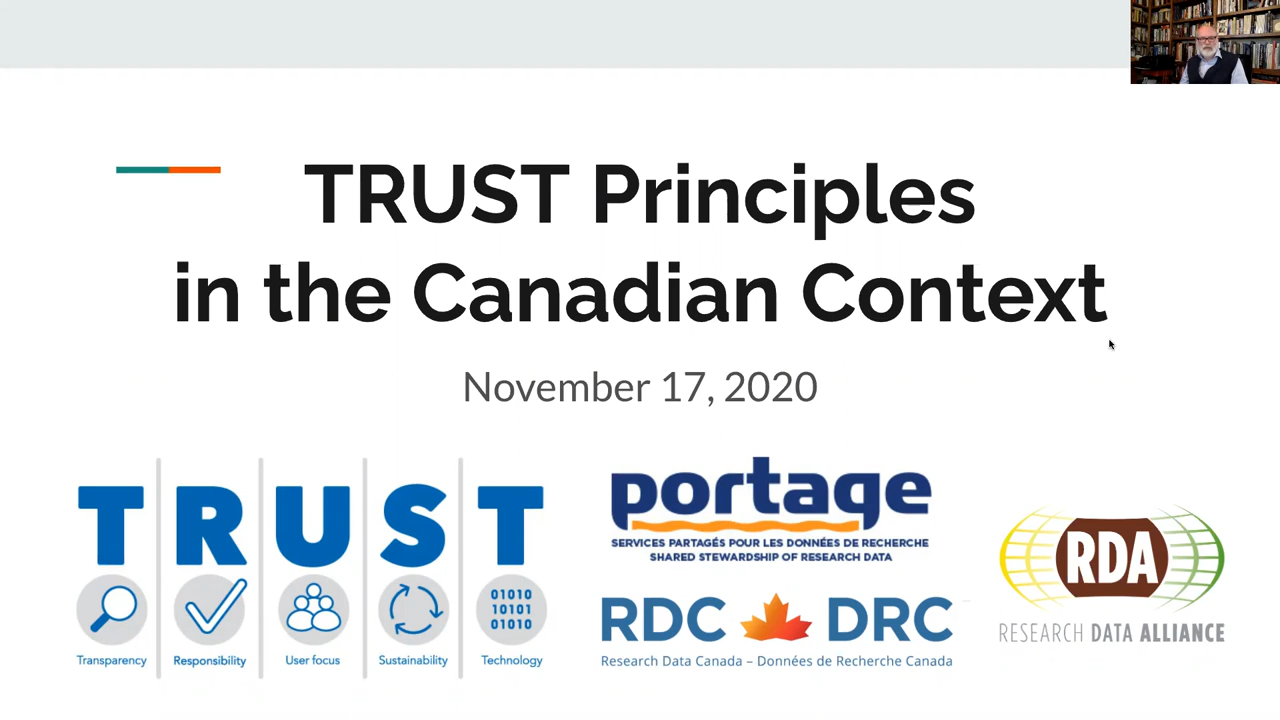 TRUST Principles
in the Canadian Context
November 17, 2020
TRUST
01010
10101
01010
Transparency
Responsibility
User focus
Sustainability
Technology
portage
SERVICES PARTAGÉS POUR LES DONNÉES DE RECHERCHE
SHARED STEWARDSHIP OF RESEARCH DATA
RDC DRC
Research Data Canada – Données de Recherche Canada
RDA
RESEARCH DATA ALLIANCE